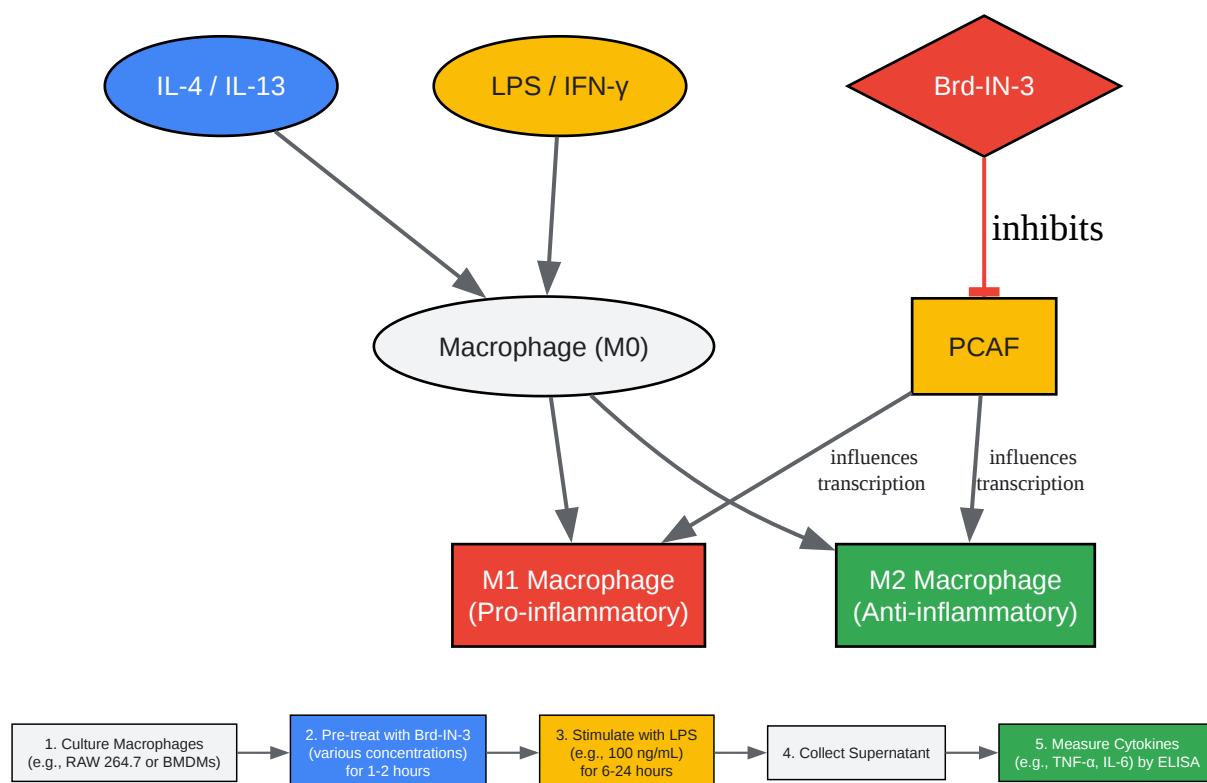 IL-4 / IL-13
LPS / IFN-γ
Brd-IN-3
inhibits
Macrophage (M0)
PCAF
influences
transcription
influences
transcription
M1 Macrophage
(Pro-inflammatory)
M2 Macrophage
(Anti-inflammatory)
1. Culture Macrophages
(e.g., RAW 264.7 or BMDMs)
2. Pre-treat with Brd-IN-3
(various concentrations)
for 1-2 hours
3. Stimulate with LPS
(e.g., 100 ng/mL)
for 6-24 hours
4. Collect Supernatant
5. Measure Cytokines
(e.g., TNF-α, IL-6) by ELISA